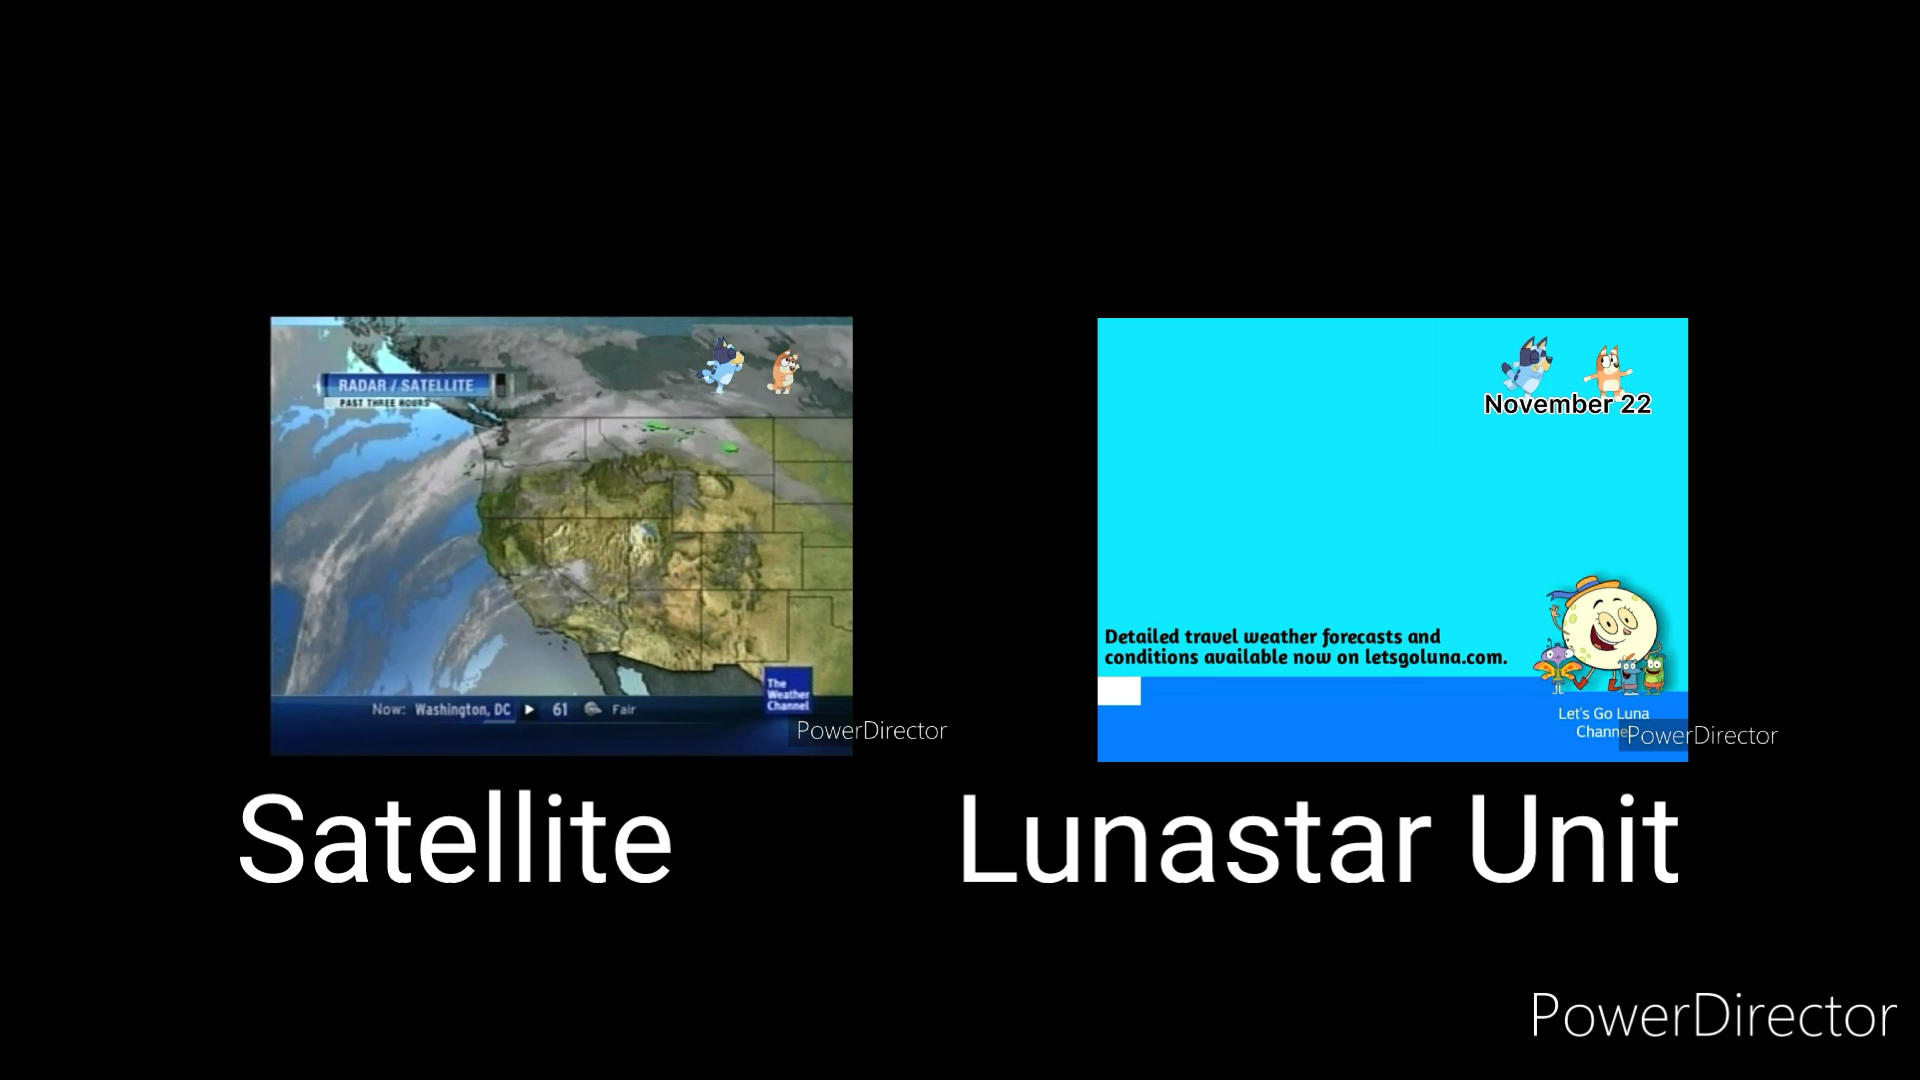 RADAR / SATELLITE
PAST THREE HOURS
The
Weather
Channel
Now: Washington, DC 61 Fair
PowerDirector
November 22
Detailed travel weather forecasts and
conditions available now on letsgoluna.com.
Let's Go Luna
Channel
PowerDirector
Satellite
Lunastar Unit
PowerDirector